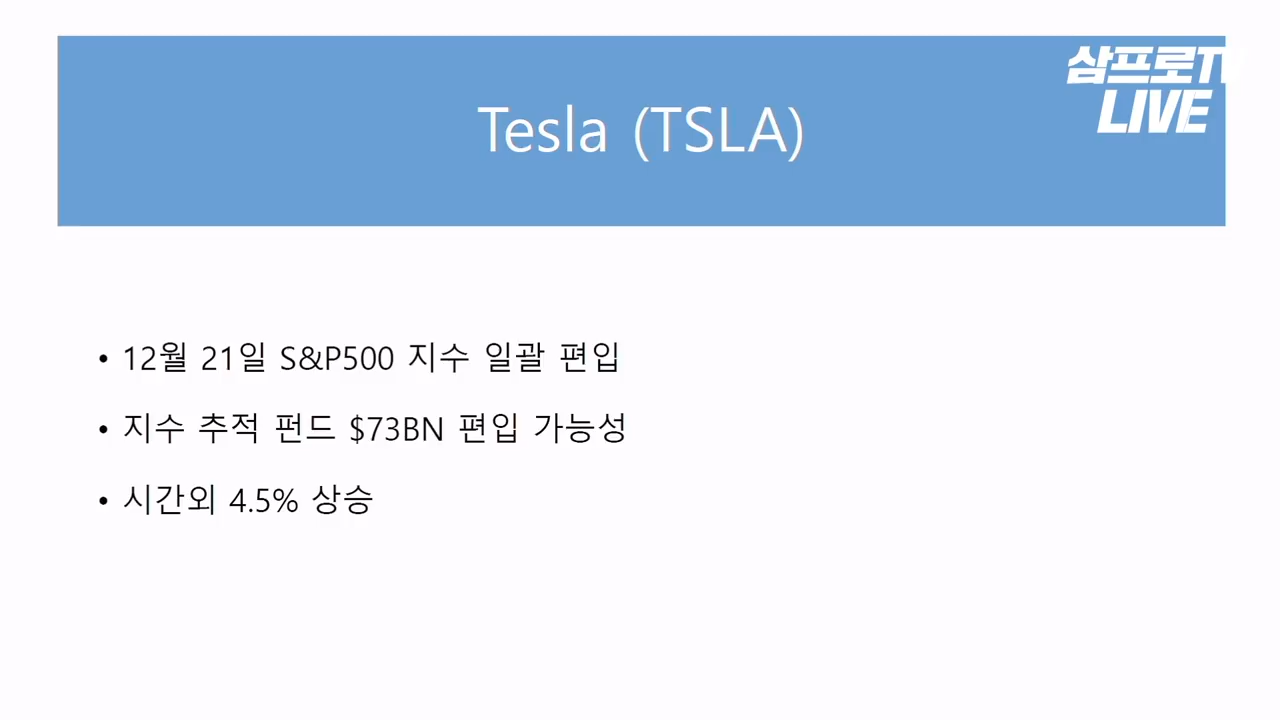 삼프로TV
LIVE
Tesla (TSLA)
• 12월 21일 S&P500 지수 일괄 편입
• 지수 추적 펀드 $73BN 편입 가능성
• 시간외 4.5% 상승